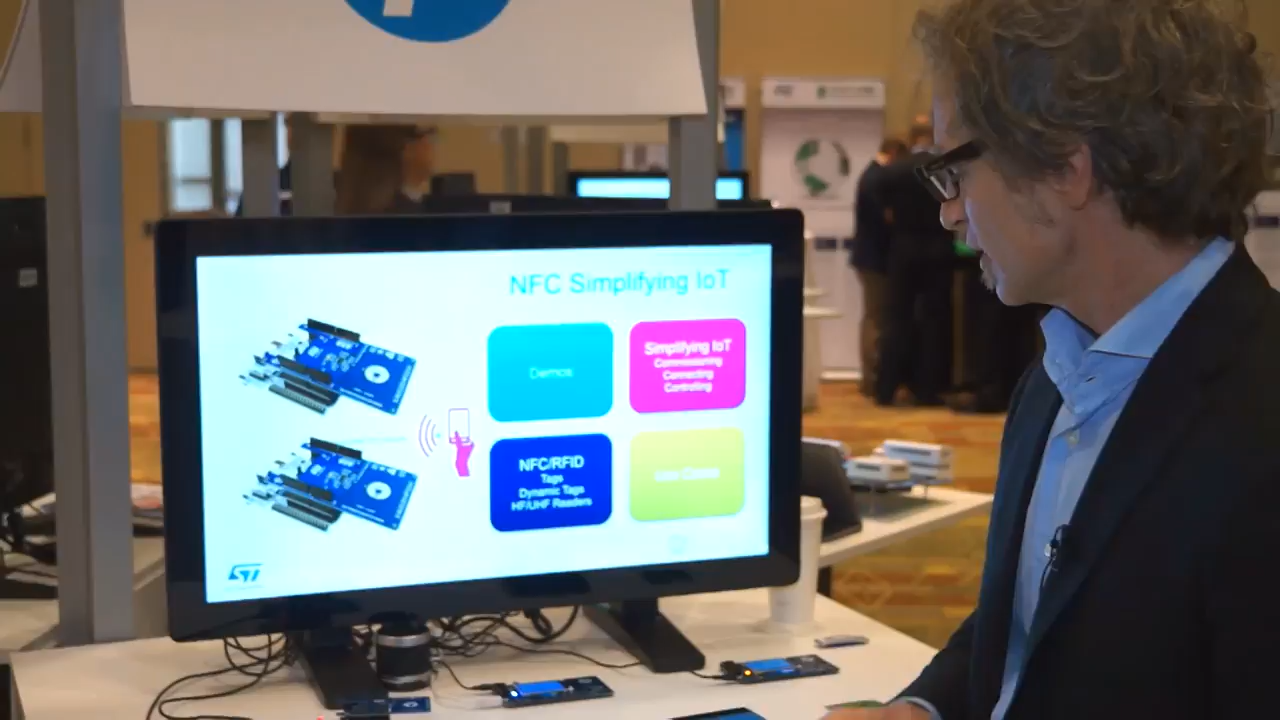 NFC Simplifying IoT
Demos
Simplifying IoT
Commissioning
Connecting
Controlling
NFC/RFID
Tags
Dynamic Tags
HF/UHF Readers
ST